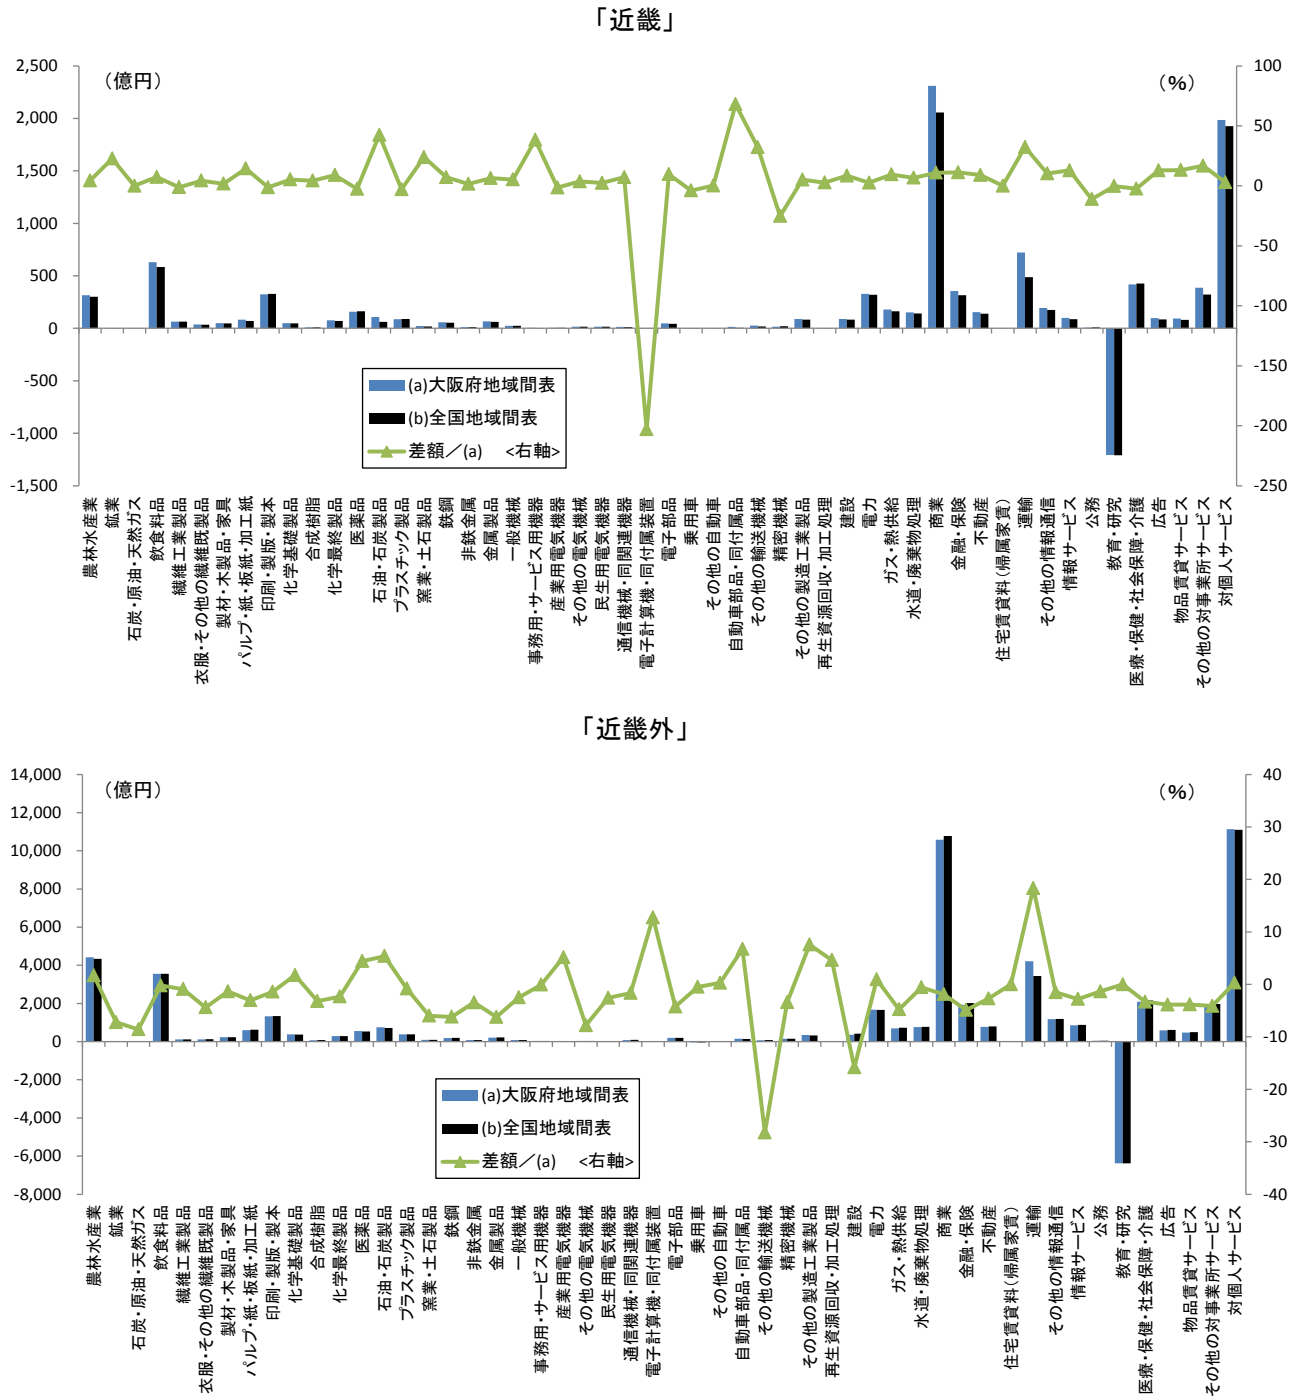 「近畿」
（億円）
（%）
2,500
2,000
1,500
1,000
500
0
-500
-1,000
-1,500
100
50
0
-50
-100
-150
-200
-250
(a)大阪府地域間表
(b)全国地域間表
差額／(a)　<右軸>
農林水産業
鉱業
石炭・原油・天然ガス
飲食料品
繊維工業製品
衣服・その他の繊維既製品
製材・木製品・家具
パルプ・紙・板紙・加工紙
印刷・製版・製本
化学基礎製品
合成樹脂
化学最終製品
医薬品
石油・石炭製品
プラスチック製品
窯業・土石製品
鉄鋼
非鉄金属
金属製品
一般機械
事務用・サービス用機器
産業用電気機器
その他の電気機械
民生用電気機器
通信機械・同関連機器
電子計算機・同付属装置
電子部品
乗用車
その他の自動車
自動車部品・同付属品
その他の輸送機械
精密機械
その他の製造工業製品
再生資源回収・加工処理
建設
電力
ガス・熱供給
水道・廃棄物処理
商業
金融・保険
不動産
住宅賃貸料（帰属家賃）
運輸
その他の情報通信
情報サービス
公務
教育・研究
医療・保健・社会保障・介護
広告
物品賃貸サービス
その他の対事業所サービス
対個人サービス
「近畿外」
（億円）
（%）
14,000
12,000
10,000
8,000
6,000
4,000
2,000
0
-2,000
-4,000
-6,000
-8,000
40
30
20
10
0
-10
-20
-30
-40
(a)大阪府地域間表
(b)全国地域間表
差額／(a)　<右軸>
農林水産業
鉱業
石炭・原油・天然ガス
飲食料品
繊維工業製品
衣服・その他の繊維既製品
製材・木製品・家具
パルプ・紙・板紙・加工紙
印刷・製版・製本
化学基礎製品
合成樹脂
化学最終製品
医薬品
石油・石炭製品
プラスチック製品
窯業・土石製品
鉄鋼
非鉄金属
金属製品
一般機械
事務用・サービス用機器
産業用電気機器
その他の電気機械
民生用電気機器
通信機械・同関連機器
電子計算機・同付属装置
電子部品
乗用車
その他の自動車
自動車部品・同付属品
その他の輸送機械
精密機械
その他の製造工業製品
再生資源回収・加工処理
建設
電力
ガス・熱供給
水道・廃棄物処理
商業
金融・保険
不動産
住宅賃貸料（帰属家賃）
運輸
その他の情報通信
情報サービス
公務
教育・研究
医療・保健・社会保障・介護
広告
物品賃貸サービス
その他の対事業所サービス
対個人サービス